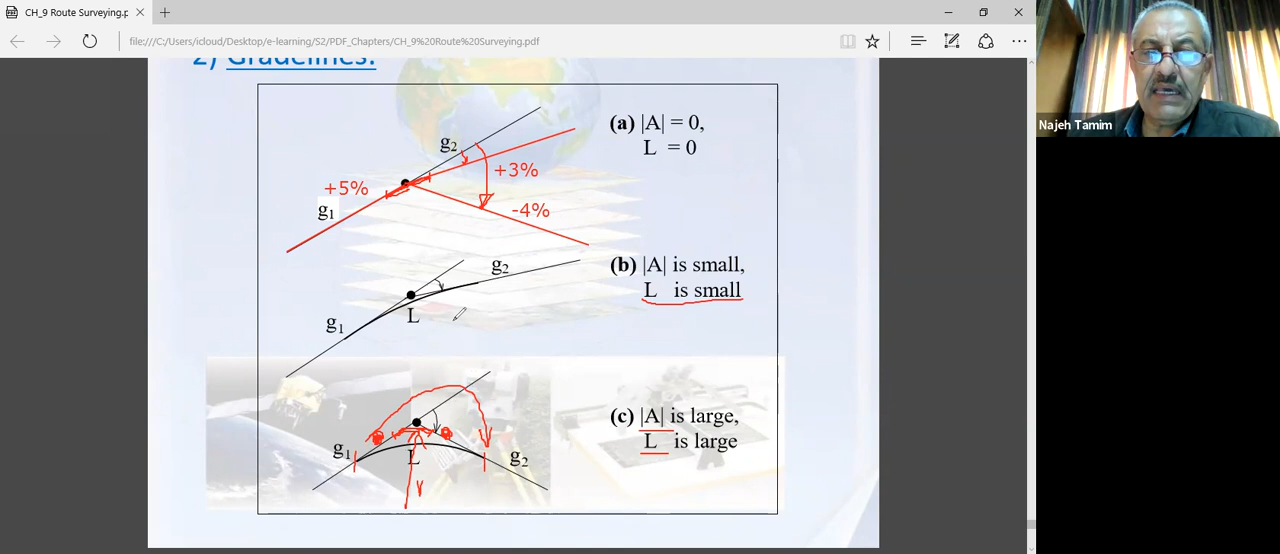 CH_9 Route Surveying.p
file:///C:/Users/icloud/Desktop/e-learning/S2/PDF_Chapters/CH_9%20Route%20Surveying.pdf
Najeh Tamim
2) Gradelines:
(a) |A| = 0,
L = 0
g2
+3%
+5%
g1
-4%
(b) |A| is small,
L is small
g2
L
g1
(c) |A| is large,
L is large
g1
L
g2